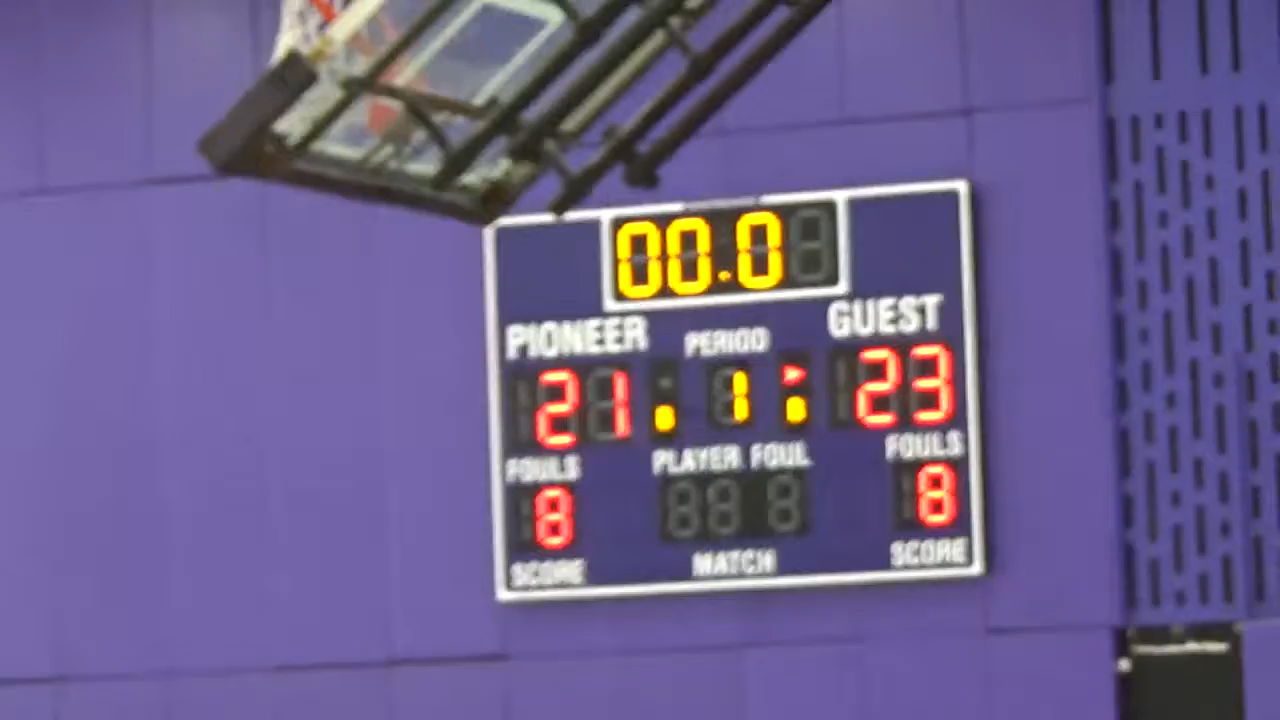 00.0
PIONEER PERIOD GUEST
21 1 23
FOULS PLAYER FOUL FOULS
8 8
SCORE MATCH SCORE